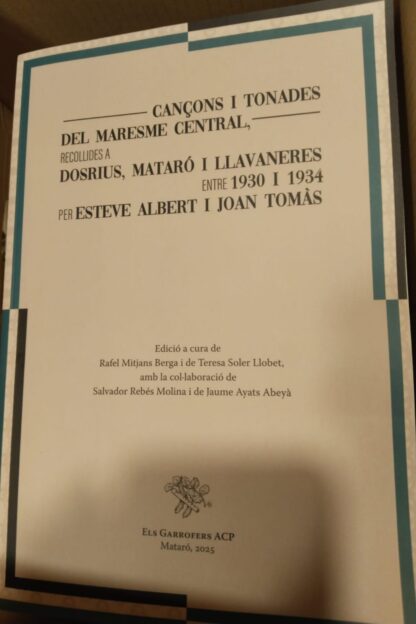 CANÇONS I TONADES
DEL MARESME CENTRAL,
RECOLLIDES A
DOSRIUS, MATARÓ I LLAVANERES
ENTRE 1930 I 1934
PER ESTEVE ALBERT I JOAN TOMÀS
Edició a cura de
Rafel Mitjans Berga i de Teresa Soler Llobet,
amb la col·laboració de
Salvador Rebés Molina i de Jaume Ayats Abeyà
ELS GARROFERS ACP
Mataró, 2025